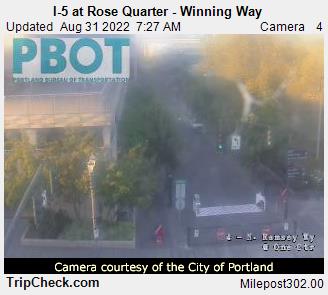 I-5 at Rose Quarter - Winning Way
Updated Aug 31 2022 7:27 AM Camera 4
PBOT
PORTLAND BUREAU OF TRANSPORTATION
Camera courtesy of the City of Portland
TripCheck.com Milepost302.00